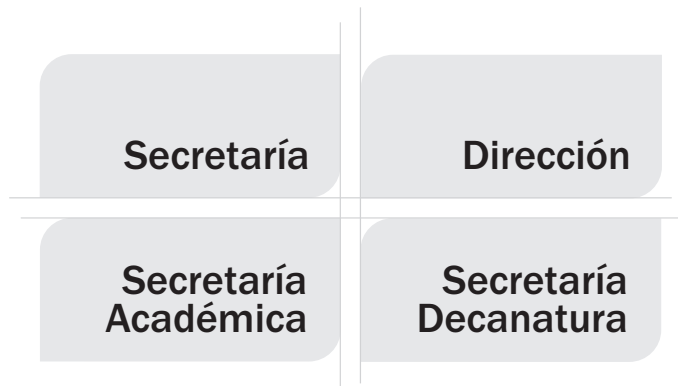 Secretaría
Dirección
Secretaría
Académica
Secretaría
Decanatura